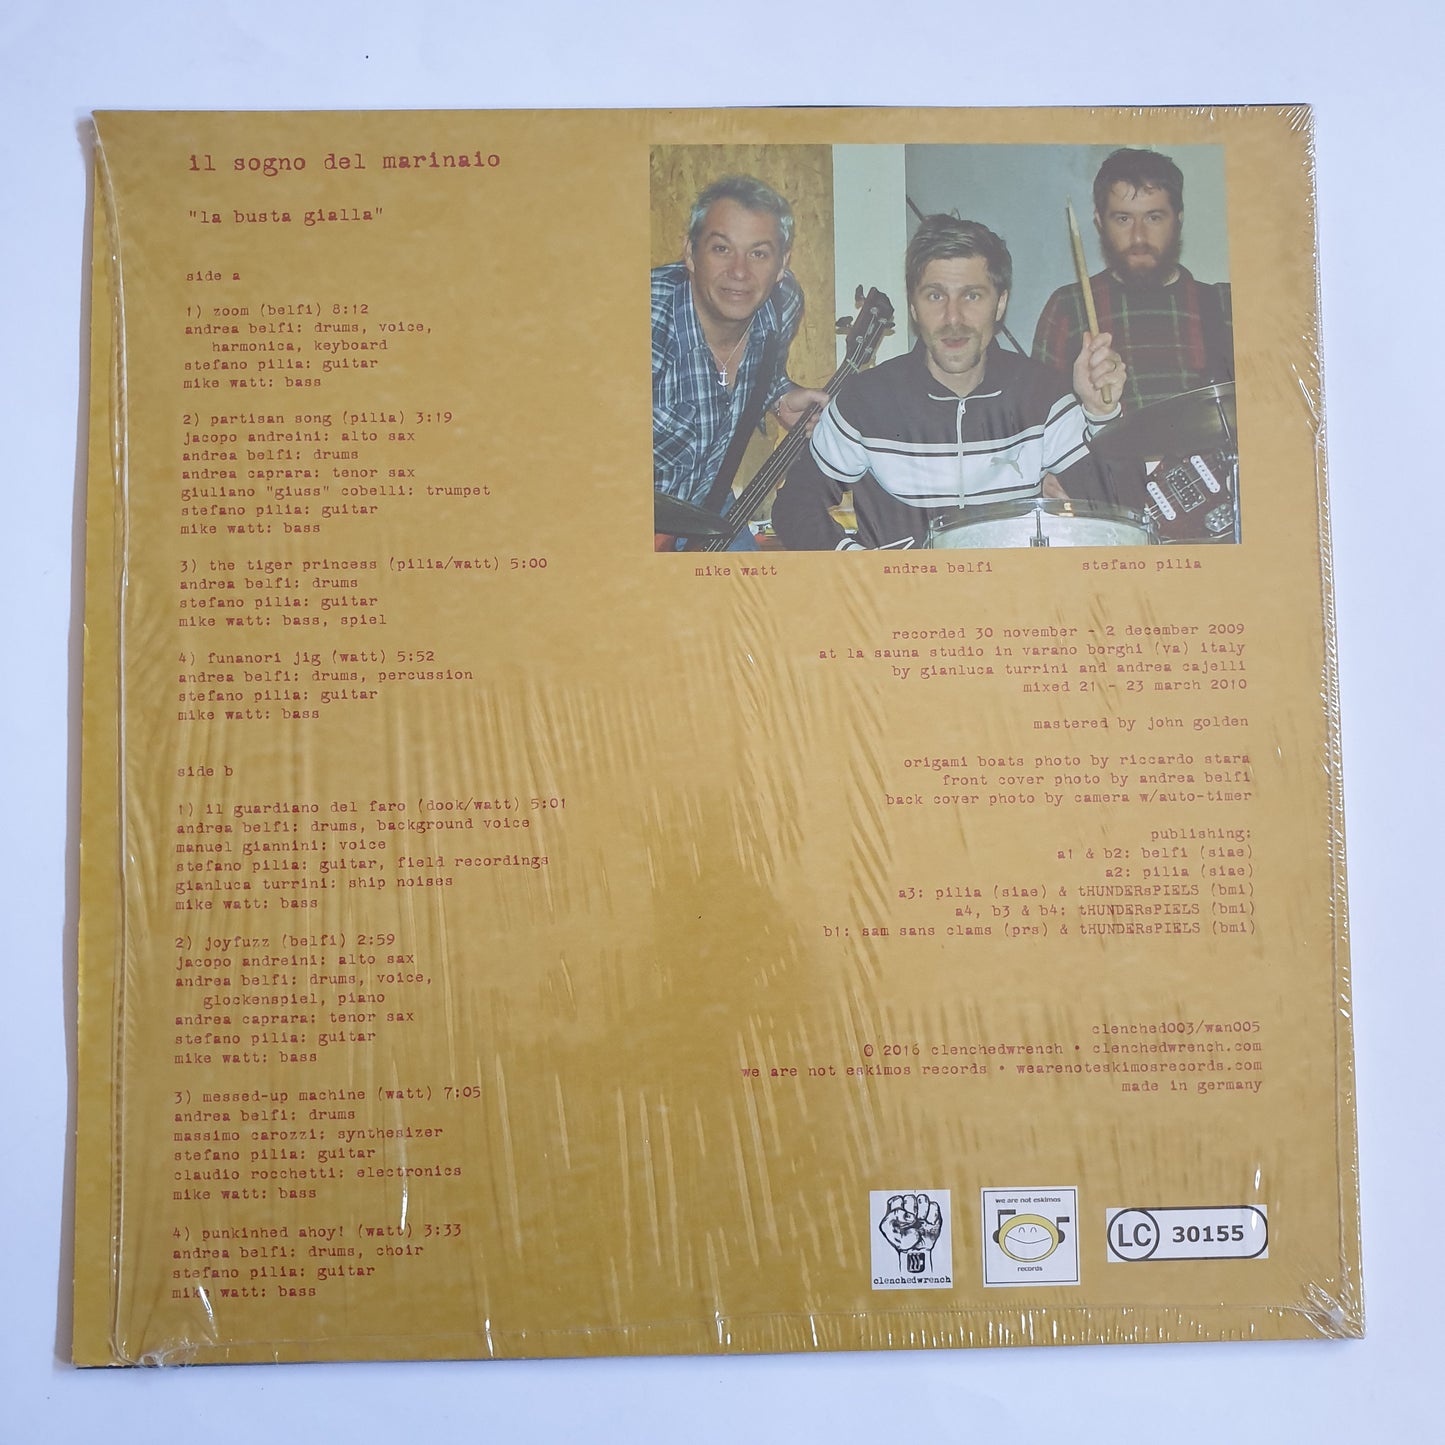 il sogno del marinaio
"la busta gialla"
side a
1) zoom (belfi) 8:12
andrea belfi: drums, voice,
harmonica, keyboard
stefano pilia: guitar
mike watt: bass
2) partisan song (pilia) 3:19
jacopo andreini: alto sax
andrea belfi: drums
andrea caprara: tenor sax
giuliano "giuss" cobelli: trumpet
stefano pilia: guitar
mike watt: bass
3) the tiger princess (pilia/watt) 5:00
andrea belfi: drums
stefano pilia: guitar
mike watt: bass, spiel
4) funanori jig (watt) 5:52
andrea belfi: drums, percussion
stefano pilia: guitar
mike watt: bass
side b
1) il guardiano del faro (dook/watt) 5:01
andrea belfi: drums, background voice
manuel giannini: voice
stefano pilia: guitar, field recordings
gianluca turrini: ship noises
mike watt: bass
2) joyfuzz (belfi) 2:59
jacopo andreini: alto sax
andrea belfi: drums, voice,
glockenspiel, piano
andrea caprara: tenor sax
stefano pilia: guitar
mike watt: bass
3) messed-up machine (watt) 7:05
andrea belfi: drums
massimo carozzi: synthesizer
stefano pilia: guitar
claudio rocchetti: electronics
mike watt: bass
4) punkinhed ahoy! (watt) 3:33
andrea belfi: drums, choir
stefano pilia: guitar
mike watt: bass
mike watt
andrea belfi
stefano pilia
recorded 30 november - 2 december 2009
at la sauna studio in varano borghi (va) italy
by gianluca turrini and andrea cajelli
mixed 21 - 23 march 2010
mastered by john golden
origami boats photo by riccardo stara
front cover photo by andrea belfi
back cover photo by camera w/auto-timer
publishing:
a1 & b2: belfi (siae)
a2: pilia (siae)
a3: pilia (siae) & tHUNDERsPIELS (bmi)
a4, b3 & b4: tHUNDERsPIELS (bmi)
b1: sam sans clams (prs) & tHUNDERsPIELS (bmi)
clenched003/wan005
© 2016 clenchedwrench • clenchedwrench.com
we are not eskimos records • wearenoteskimosrecords.com
made in germany
clenchedwrench
we are not eskimos
records
LC 30155